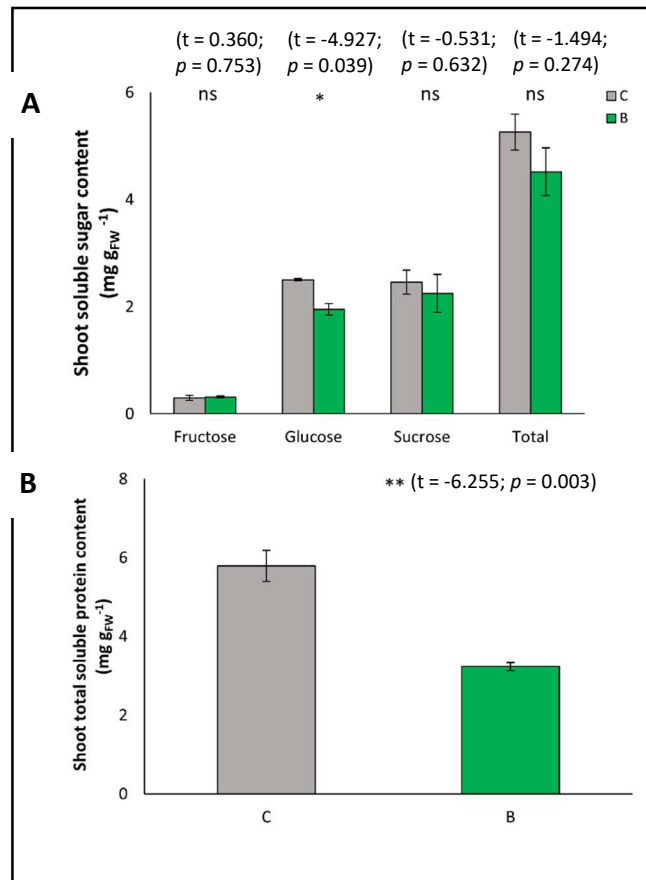 (t = 0.360; (t = -4.927; (t = -0.531; (t = -1.494;
p = 0.753) p = 0.039) p = 0.632) p = 0.274)
A
ns * ns ns
C
B
6
4
2
0
Shoot soluble sugar content
(mg gFW -1)
Fructose Glucose Sucrose Total
B
** (t = -6.255; p = 0.003)
8
6
4
2
0
Shoot total soluble protein content
(mg gFW-1)
C B